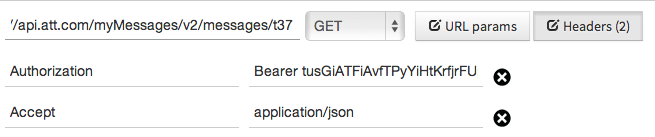 '/api.att.com/myMessages/v2/messages/t37 GET URL params Headers (2)
Authorization Bearer tusGiATFiAvfTPyYiHtKrfjrFU
Accept application/json